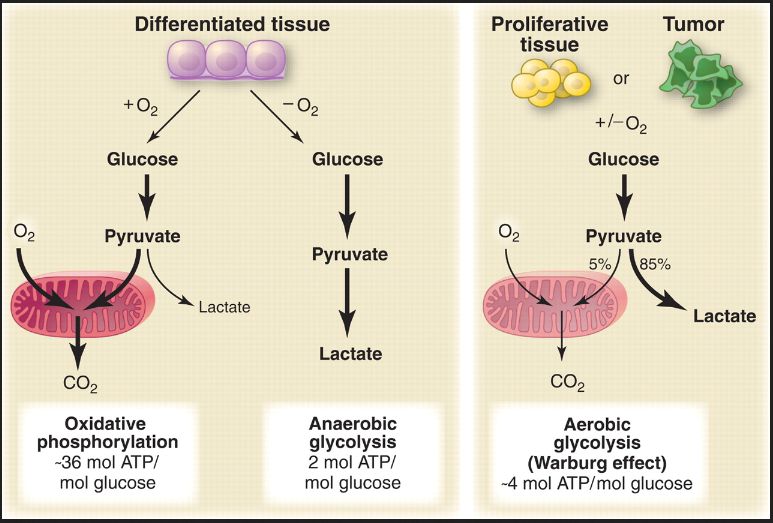 Differentiated tissue
+O₂
−O₂
Glucose
Glucose
O₂
Pyruvate
Pyruvate
Lactate
Lactate
CO₂
Oxidative
phosphorylation
~36 mol ATP/
mol glucose
Anaerobic
glycolysis
2 mol ATP/
mol glucose
Proliferative
tissue
or
Tumor
+/−O₂
Glucose
O₂
Pyruvate
5%
85%
Lactate
CO₂
Aerobic
glycolysis
(Warburg effect)
~4 mol ATP/mol glucose